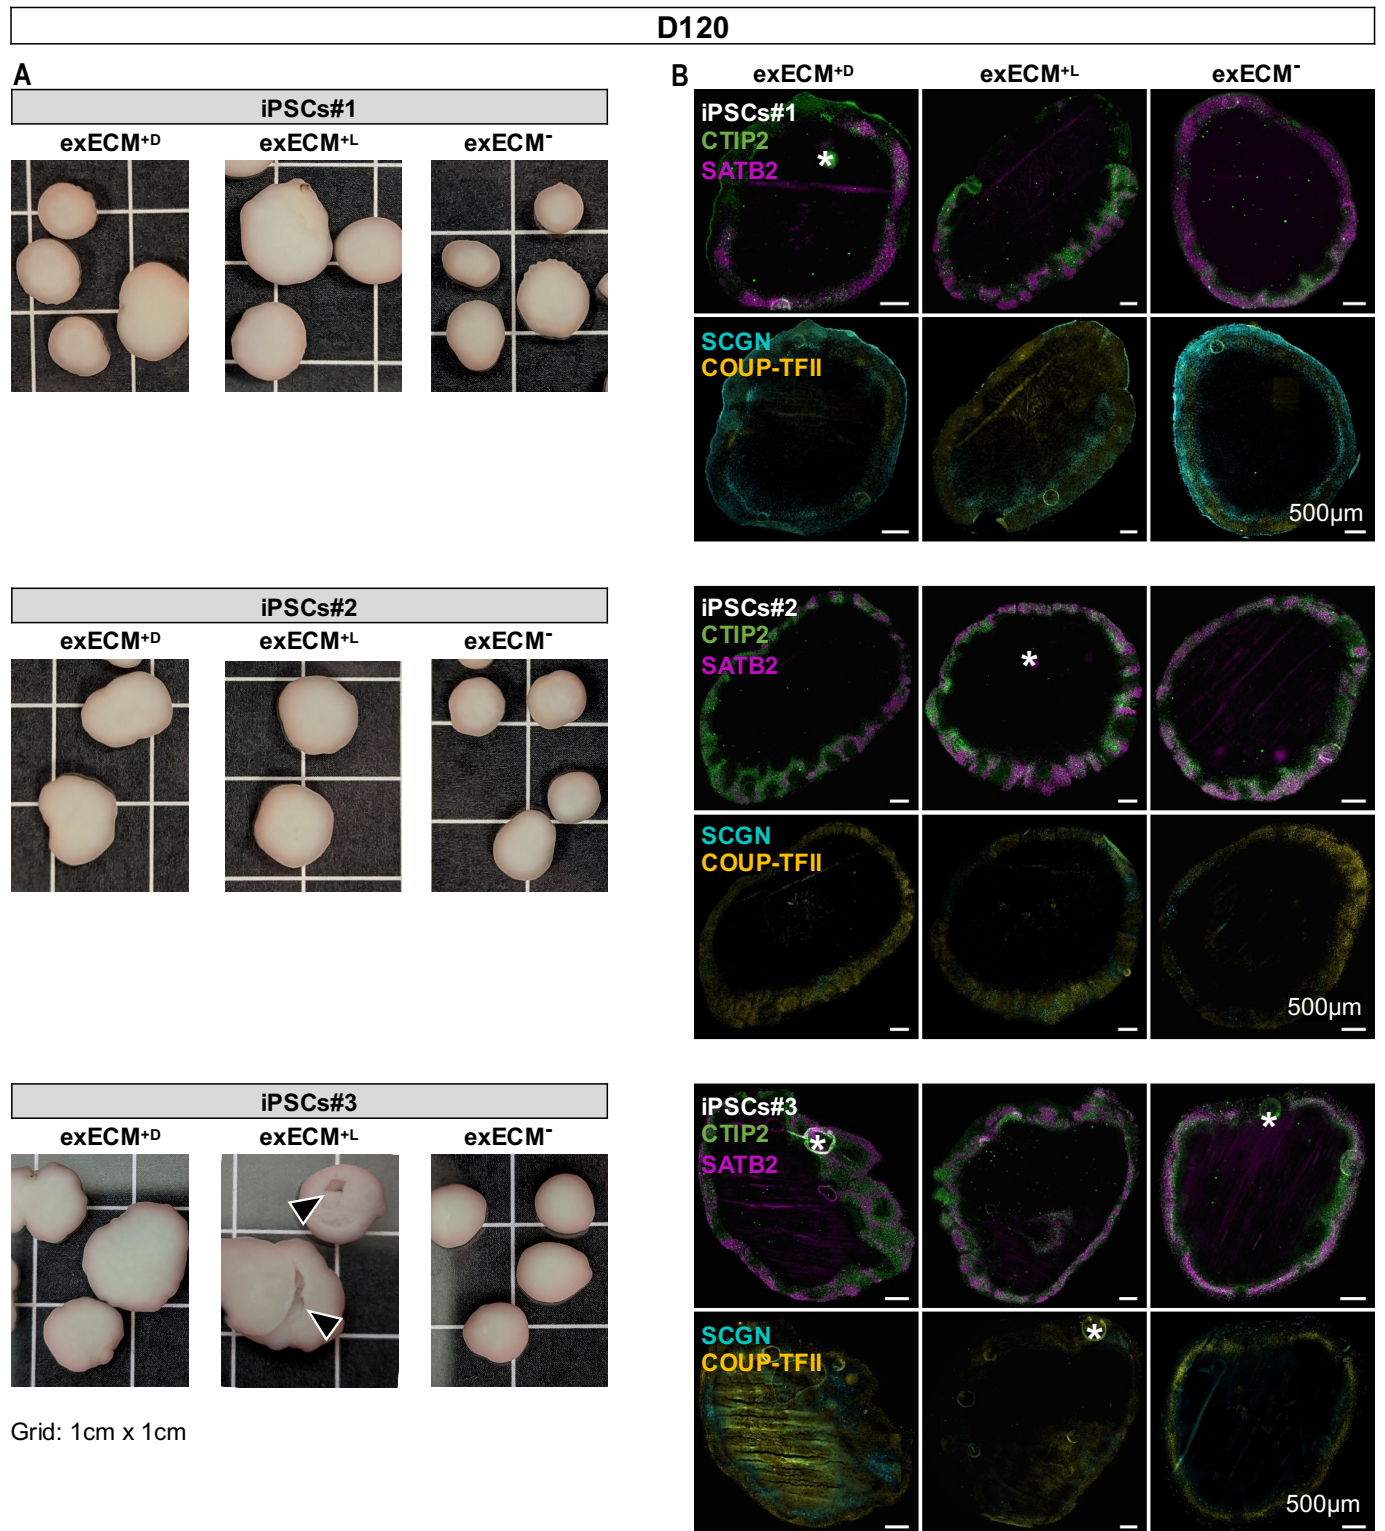 D120
A
iPSCs#1
exECM+D exECM+L exECM-
B
exECM+D exECM+L exECM-
iPSCs#1
CTIP2
SATB2
*
SCGN
COUP-TFII
500µm
iPSCs#2
exECM+D exECM+L exECM-
iPSCs#2
CTIP2
SATB2
*
SCGN
COUP-TFII
500µm
iPSCs#3
exECM+D exECM+L exECM-
Grid: 1cm x 1cm
iPSCs#3
CTIP2
SATB2
* *
SCGN
COUP-TFII
*
500µm